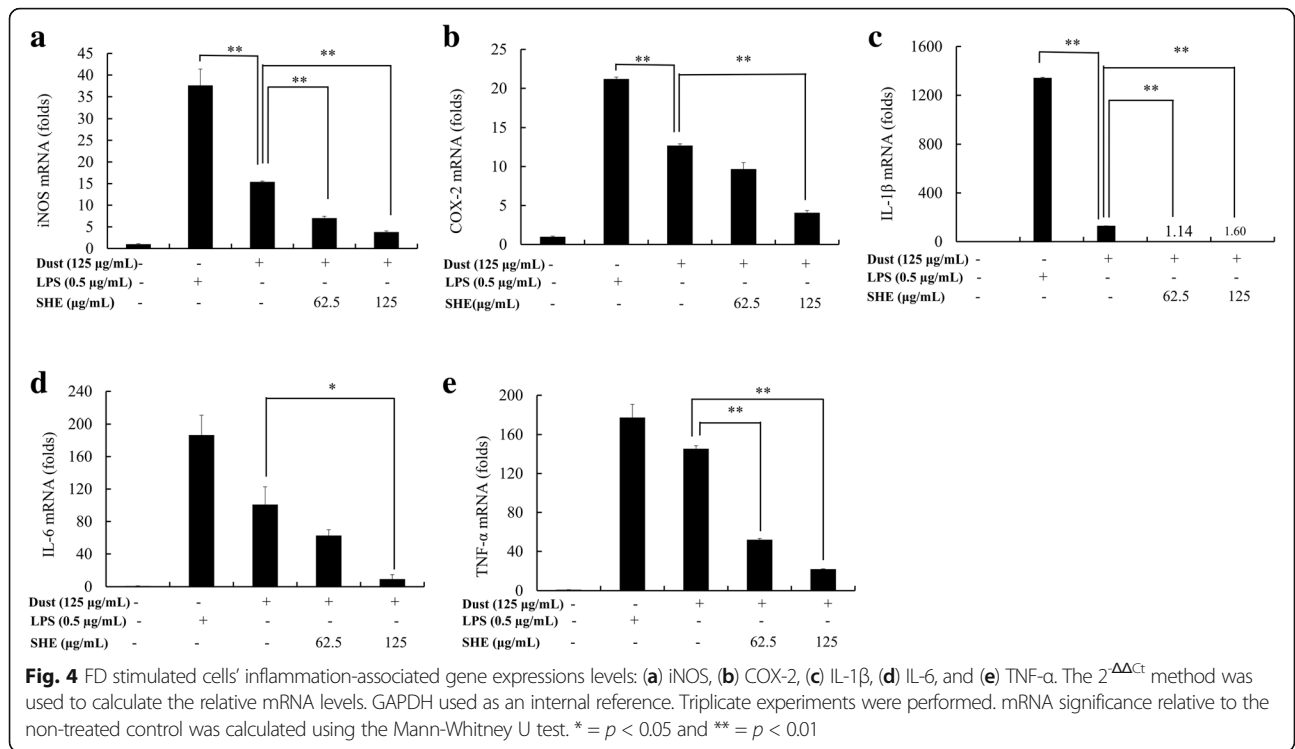 a
b
c
** **
**
** **
** **
**
iNOS mRNA (folds)
45
40
35
30
25
20
15
10
5
0
COX-2 mRNA (folds)
25
20
15
10
5
0
IL-1β mRNA (folds)
1600
1200
800
400
0
1.14 1.60
Dust (125 µg/mL) - - + + +
LPS (0.5 µg/mL) - + - - -
SHE (µg/mL) - - - 62.5 125
Dust (125 µg/mL) - - + + +
LPS (0.5 µg/mL) - + - - -
SHE(µg/mL) - - - 62.5 125
Dust (125 µg/mL) - - + + +
LPS (0.5 µg/mL) - + - - -
SHE (µg/mL) - - - 62.5 125
d
e
*
**
**
IL-6 mRNA (folds)
240
200
160
120
80
40
0
TNF-α mRNA (folds)
200
160
120
80
40
0
Dust (125 µg/mL) - - + + +
LPS (0.5 µg/mL) - + - - -
SHE (µg/mL) - - - 62.5 125
Dust (125 µg/mL) - - + + +
LPS (0.5 µg/mL) - + - - -
SHE (µg/mL) - - - 62.5 125
Fig. 4 FD stimulated cells’ inflammation-associated gene expressions levels: (a) iNOS, (b) COX-2, (c) IL-1β, (d) IL-6, and (e) TNF-α. The 2-ΔΔCt method was
used to calculate the relative mRNA levels. GAPDH used as an internal reference. Triplicate experiments were performed. mRNA significance relative to the
non-treated control was calculated using the Mann-Whitney U test. * = p < 0.05 and ** = p < 0.01